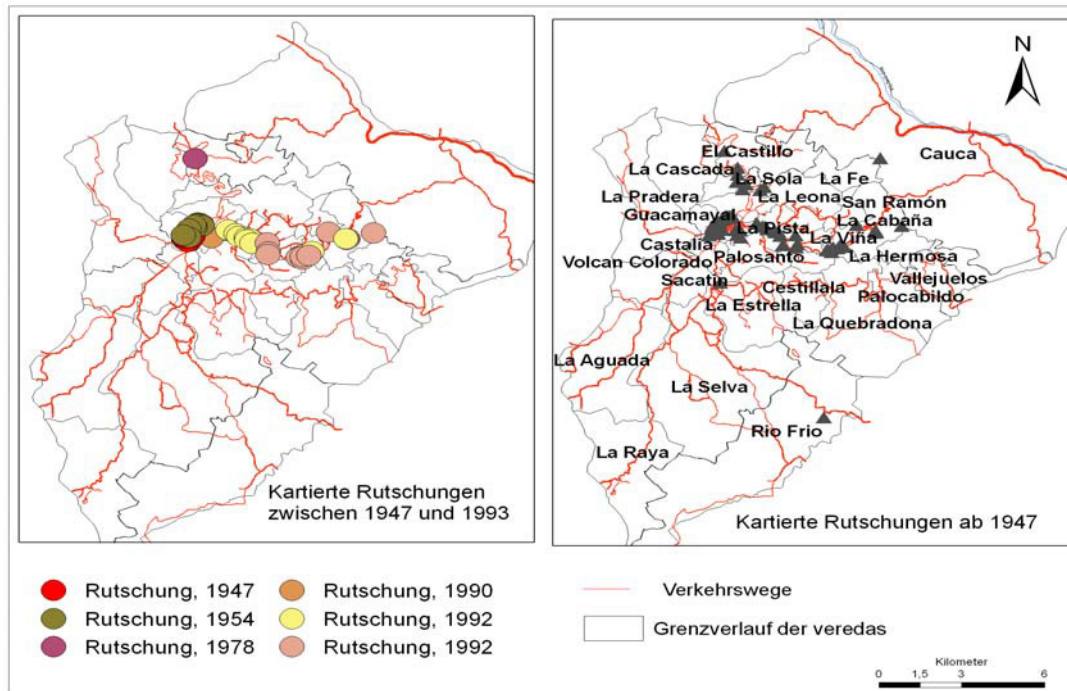 Kartierte Rutschungen
zwischen 1947 und 1993
N
El Castillo
Cauca
La Cascada
La Sola
La Fe
La Pradera
La Leona
San Ramón
Guacamayal
La Cabaña
La Pista
La Viña
Castalia
Palosanto
La Hermosa
Volcan Colorado
Sacatin
Cestillala
Vallejuelos
Palocabildo
La Estrella
La Quebradona
La Aguada
La Selva
Rio Frio
La Raya
Kartierte Rutschungen ab 1947
Rutschung, 1947
Rutschung, 1954
Rutschung, 1978
Rutschung, 1990
Rutschung, 1992
Rutschung, 1992
Verkehrswege
Grenzverlauf der veredas
Kilometer
0 1,5 3 6